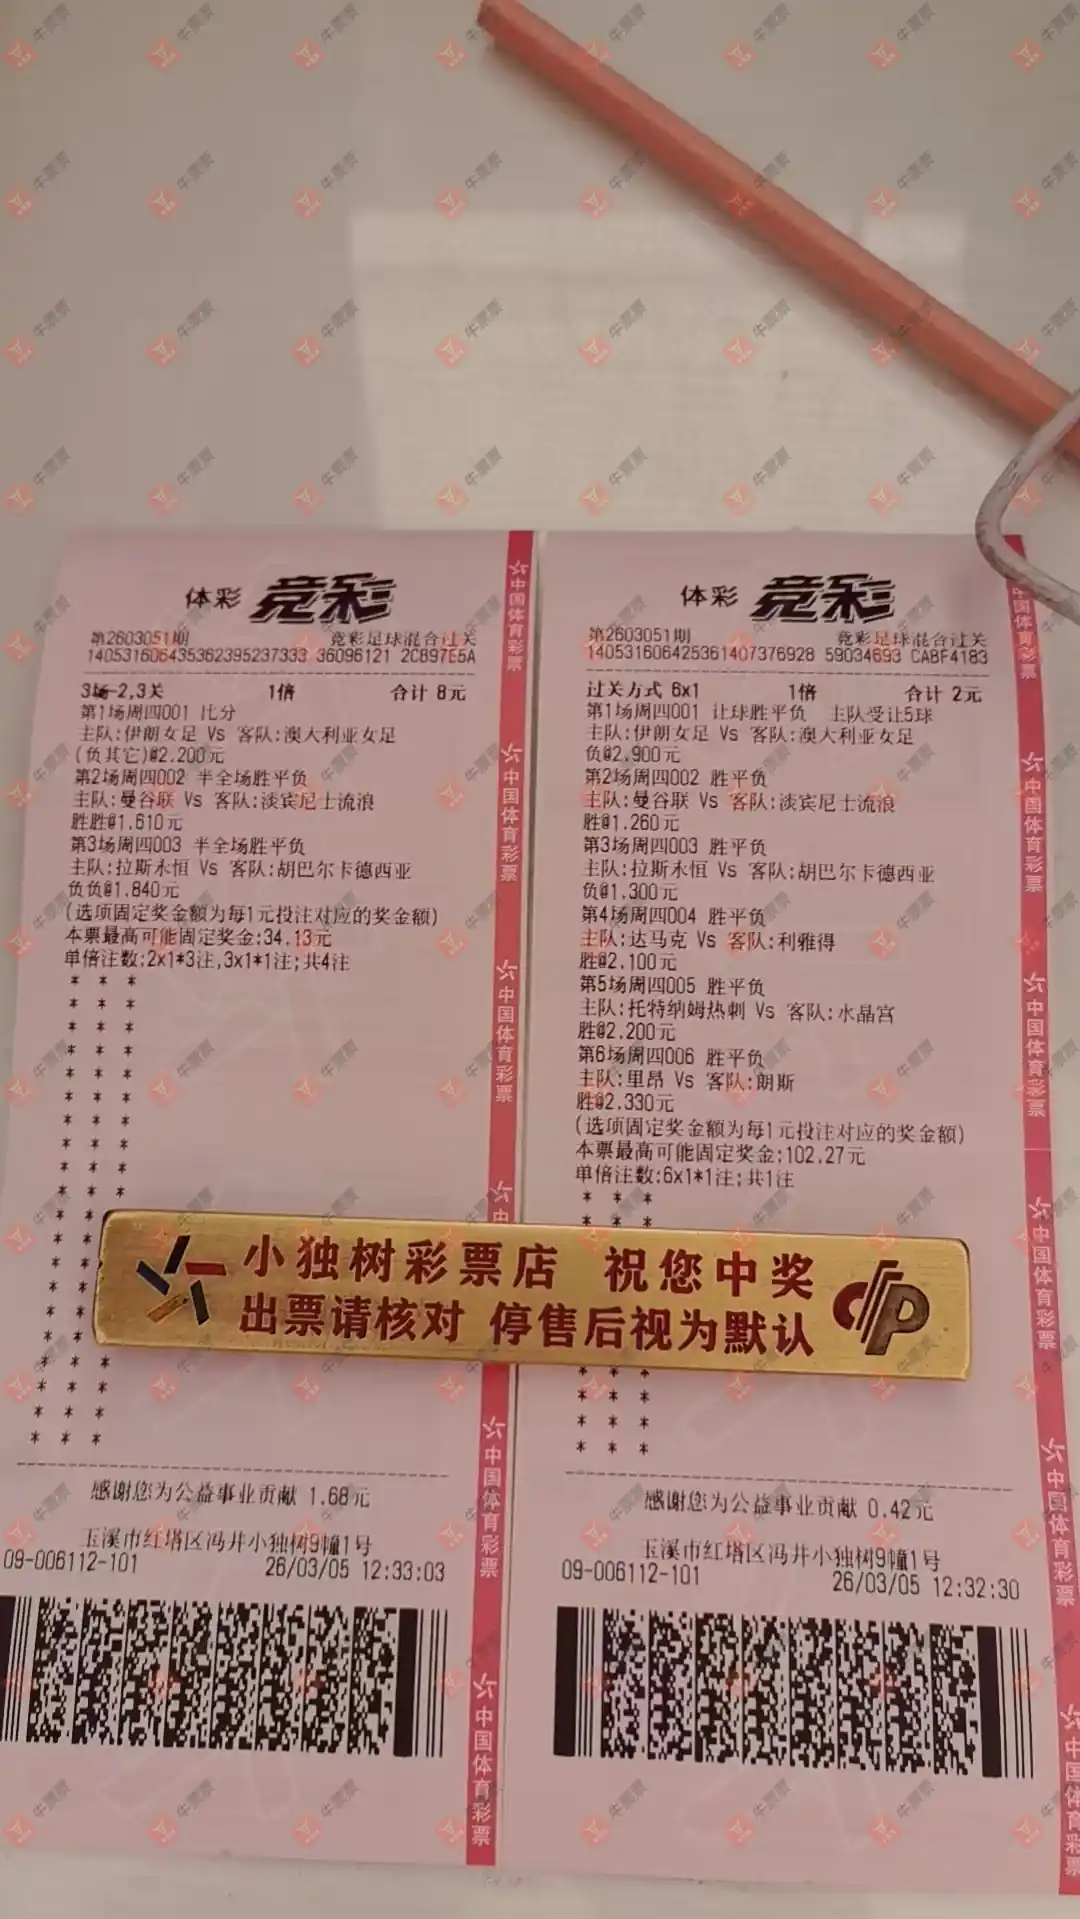 体彩 竞彩
第2603051期 竞彩足球混合过关
140531606435362395237333 36096121 2C897E5A
3场-2,3关 1倍 合计 8元
第1场周四001 比分
主队:伊朗女足 Vs 客队:澳大利亚女足
(负其它)@2.200元
第2场周四002 半全场胜平负
主队:曼谷联 Vs 客队:淡宾尼士流浪
胜胜@1.610元
第3场周四003 半全场胜平负
主队:拉斯永恒 Vs 客队:胡巴尔卡德西亚
负负@1.840元
(选项固定奖金额为每1元投注对应的奖金额)
本票最高可能固定奖金:34.13元
单倍注数:2x1*3注,3x1*1注;共4注
感谢您为公益事业贡献 1.68元
玉溪市红塔区冯井小独树9幢1号
09-006112-101 26/03/05 12:33:03
中国体育彩票
体彩 竞彩
第2603051期 竞彩足球混合过关
140531606425361407376928 59034693 CA8F4183
过关方式 6x1 1倍 合计 2元
第1场周四001 让球胜平负 主队受让5球
主队:伊朗女足 Vs 客队:澳大利亚女足
负@2.900元
第2场周四002 胜平负
主队:曼谷联 Vs 客队:淡宾尼士流浪
胜@1.260元
第3场周四003 胜平负
主队:拉斯永恒 Vs 客队:胡巴尔卡德西亚
负@1.300元
第4场周四004 胜平负
主队:达马克 Vs 客队:利雅得
胜@2.100元
第5场周四005 胜平负
主队:托特纳姆热刺 Vs 客队:水晶宫
胜@2.200元
第6场周四006 胜平负
主队:里昂 Vs 客队:朗斯
胜@2.330元
(选项固定奖金额为每1元投注对应的奖金额)
本票最高可能固定奖金:102.27元
单倍注数:6x1*1注;共1注
感谢您为公益事业贡献 0.42元
玉溪市红塔区冯井小独树9幢1号
09-006112-101 26/03/05 12:32:30
中国体育彩票
小独树彩票店 祝您中奖
出票请核对 停售后视为默认
牛票票